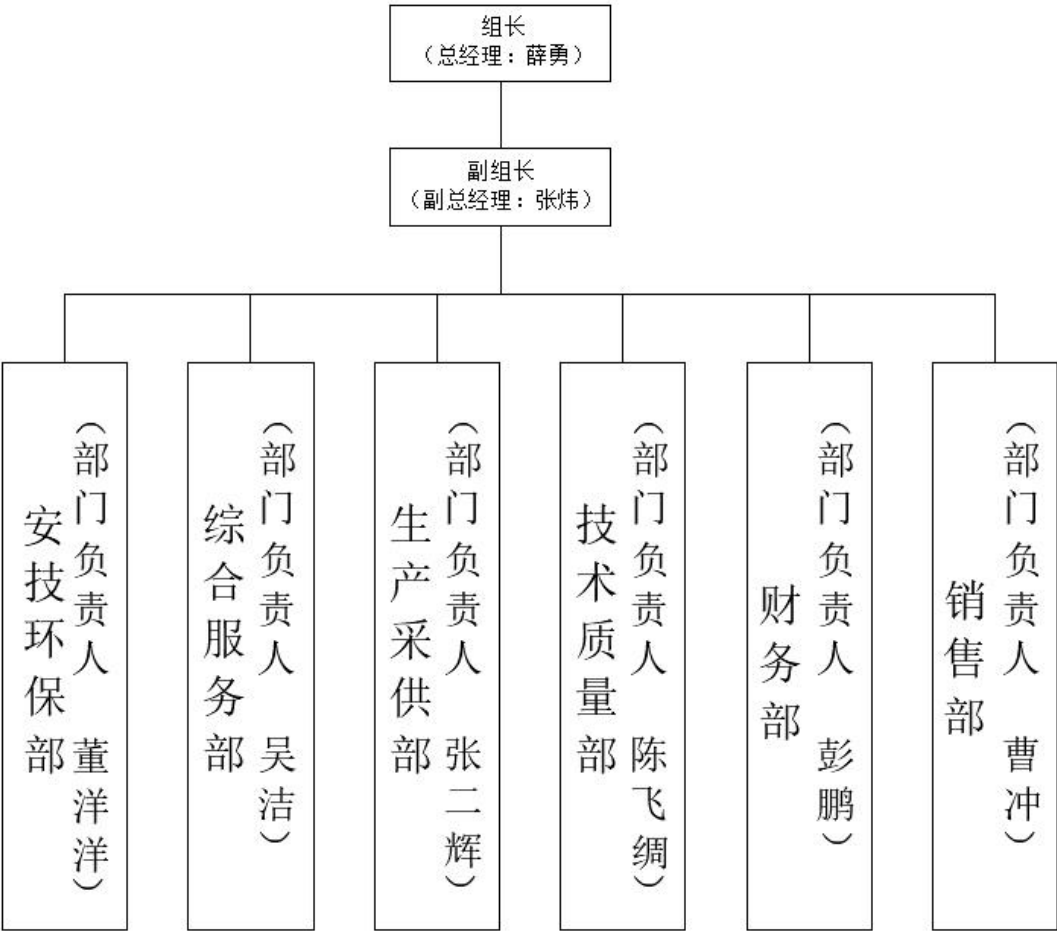 组长
（总经理：薛勇）
副组长
（副总经理：张炜）
安技环保部
（部门负责人 董洋洋）
综合服务部
（部门负责人 吴洁）
生产采供部
（部门负责人 张二辉）
技术质量部
（部门负责人 陈飞绸）
财务部
（部门负责人 彭鹏）
销售部
（部门负责人 曹冲）